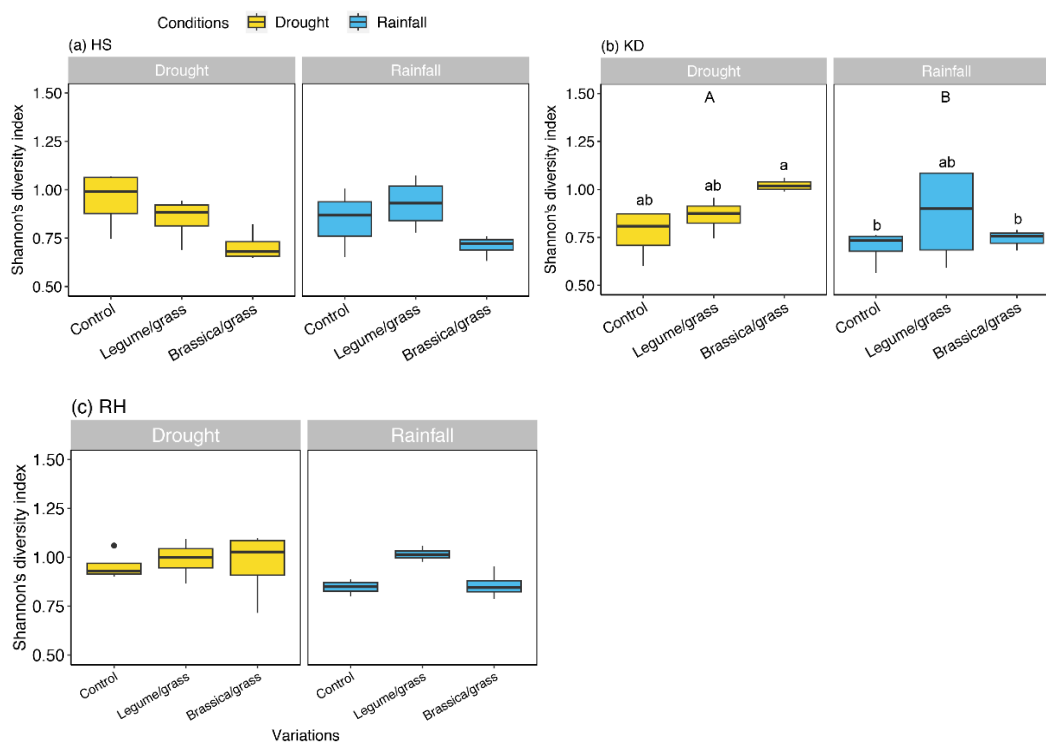 Conditions Drought Rainfall
(a) HS
Drought Rainfall
Shannon's diversity index
1.50
1.25
1.00
0.75
0.50
Control Legume/grass Brassica/grass Control Legume/grass Brassica/grass
(b) KD
Drought Rainfall
Shannon's diversity index
1.50
1.25
1.00
0.75
0.50
A B
ab ab a b ab b
Control Legume/grass Brassica/grass Control Legume/grass Brassica/grass
(c) RH
Drought Rainfall
Shannon's diversity index
1.50
1.25
1.00
0.75
0.50
Control Legume/grass Brassica/grass Control Legume/grass Brassica/grass
Variations